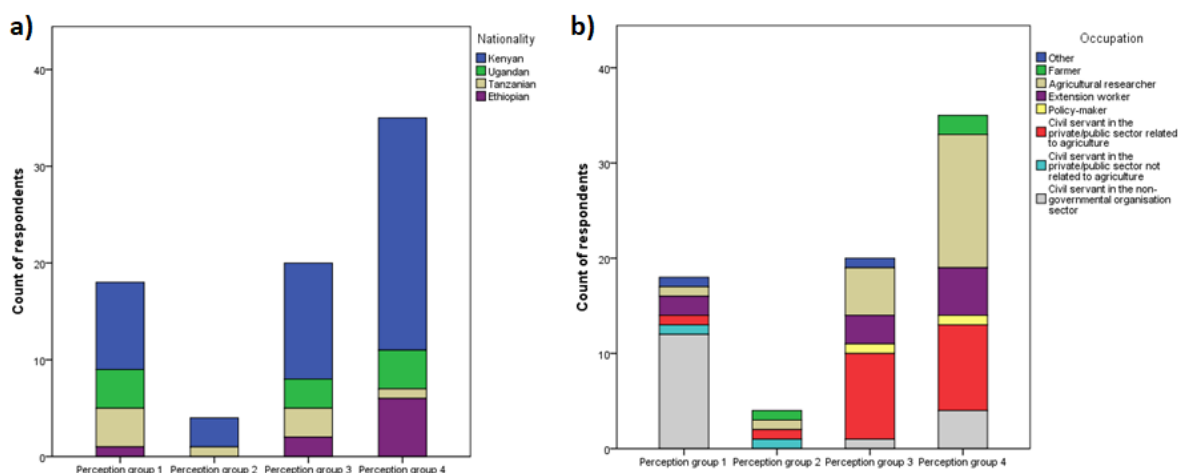 a)
Nationality
Kenyan
Ugandan
Tanzanian
Ethiopian
Count of respondents
40
30
20
10
0
Perception group 1 Perception group 2 Perception group 3 Perception group 4
b)
Occupation
Other
Farmer
Agricultural researcher
Extension worker
Policy-maker
Civil servant in the
private/public sector related
to agriculture
Civil servant in the
private/public sector not
related to agriculture
Civil servant in the non-
governmental organisation
sector
Count of respondents
40
30
20
10
0
Perception group 1 Perception group 2 Perception group 3 Perception group 4